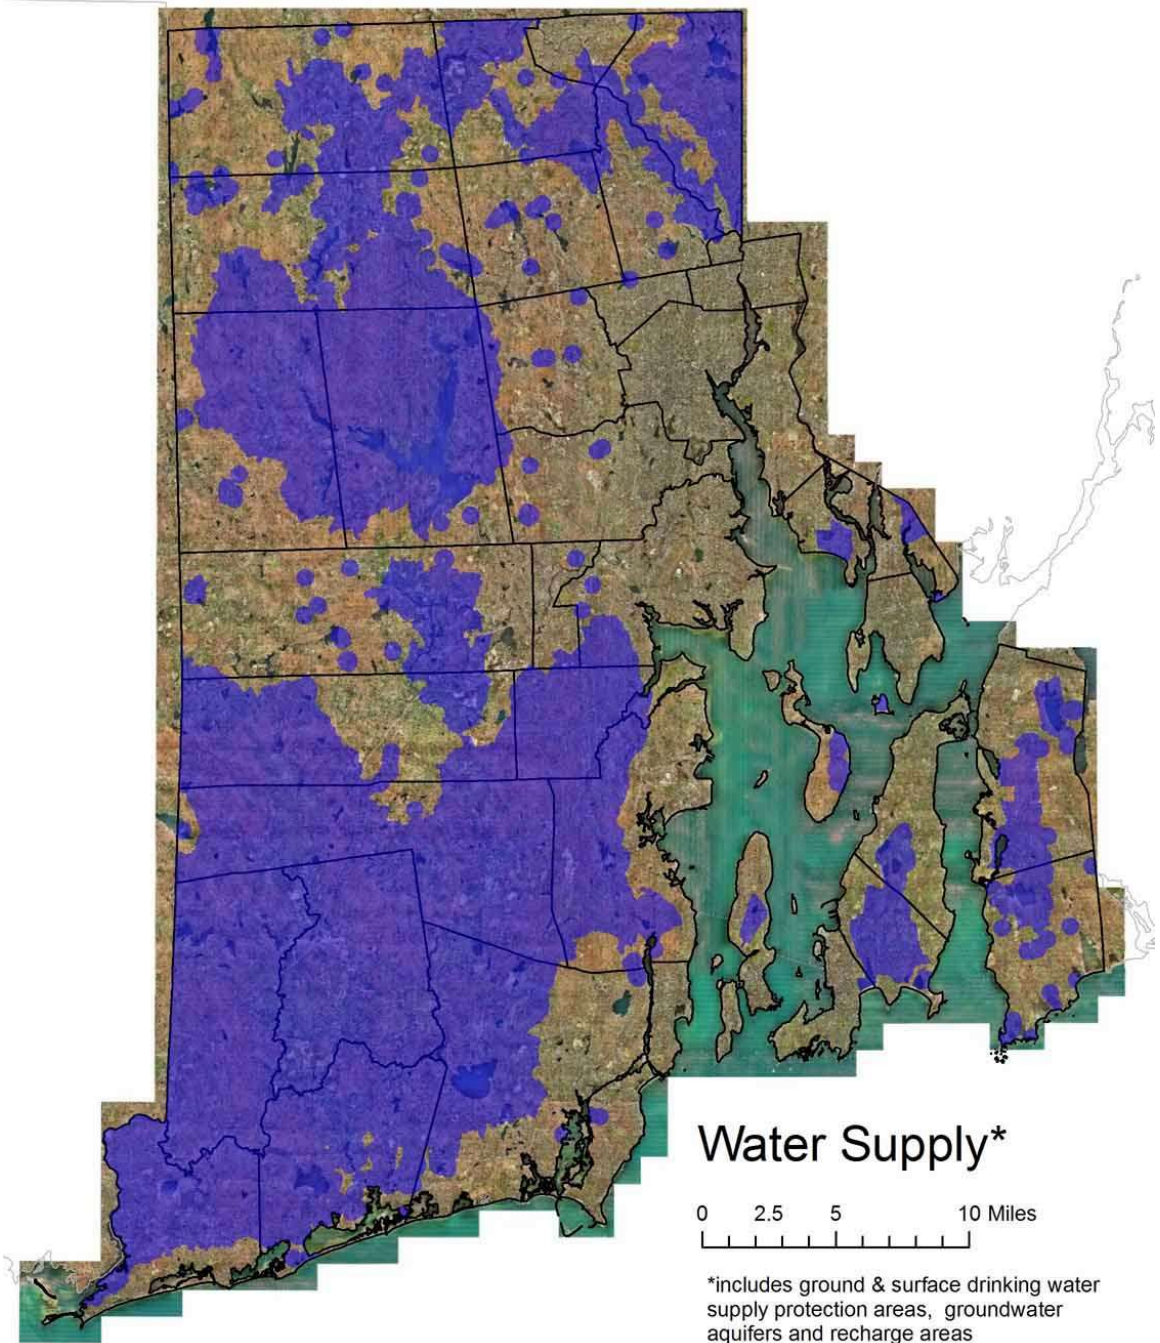 Water Supply*
0 2.5 5 10 Miles
*includes ground & surface drinking water
supply protection areas, groundwater
aquifers and recharge areas